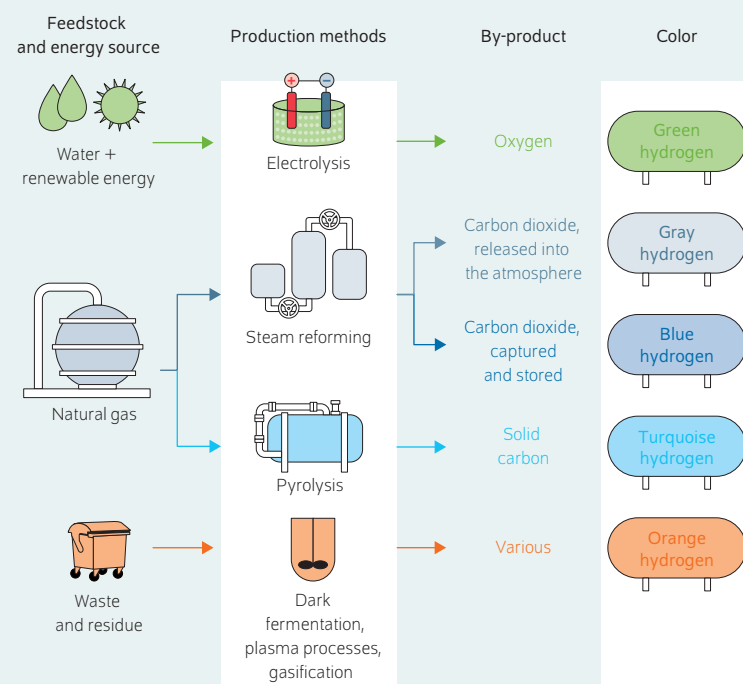 Feedstock
and energy source
Production methods
By-product
Color
Water +
renewable energy
+
−
Electrolysis
Oxygen
Green
hydrogen
Natural gas
Steam reforming
Carbon dioxide,
released into
the atmosphere
Gray
hydrogen
Carbon dioxide,
captured
and stored
Blue
hydrogen
Pyrolysis
Solid
carbon
Turquoise
hydrogen
Waste
and residue
Dark
fermentation,
plasma processes,
gasification
Various
Orange
hydrogen